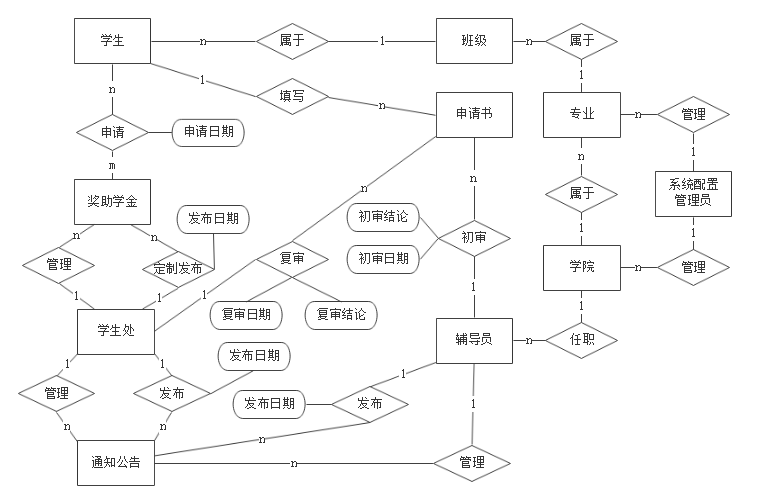 学生
n
属于
1
班级
n
属于
1
填写
n
1
n
申请
申请日期
m
申请书
专业
n
管理
1
n
属于
1
系统配置
管理员
1
奖助学金
n
n
发布日期
管理
定制发布
1
1
n
复审
1
复审日期
复审结论
初审结论
初审日期
n
初审
1
学院
n
管理
1
任职
n
学生处
1
1
管理
发布
发布日期
n
n
辅导员
1
发布
发布日期
n
1
管理
n
通知公告